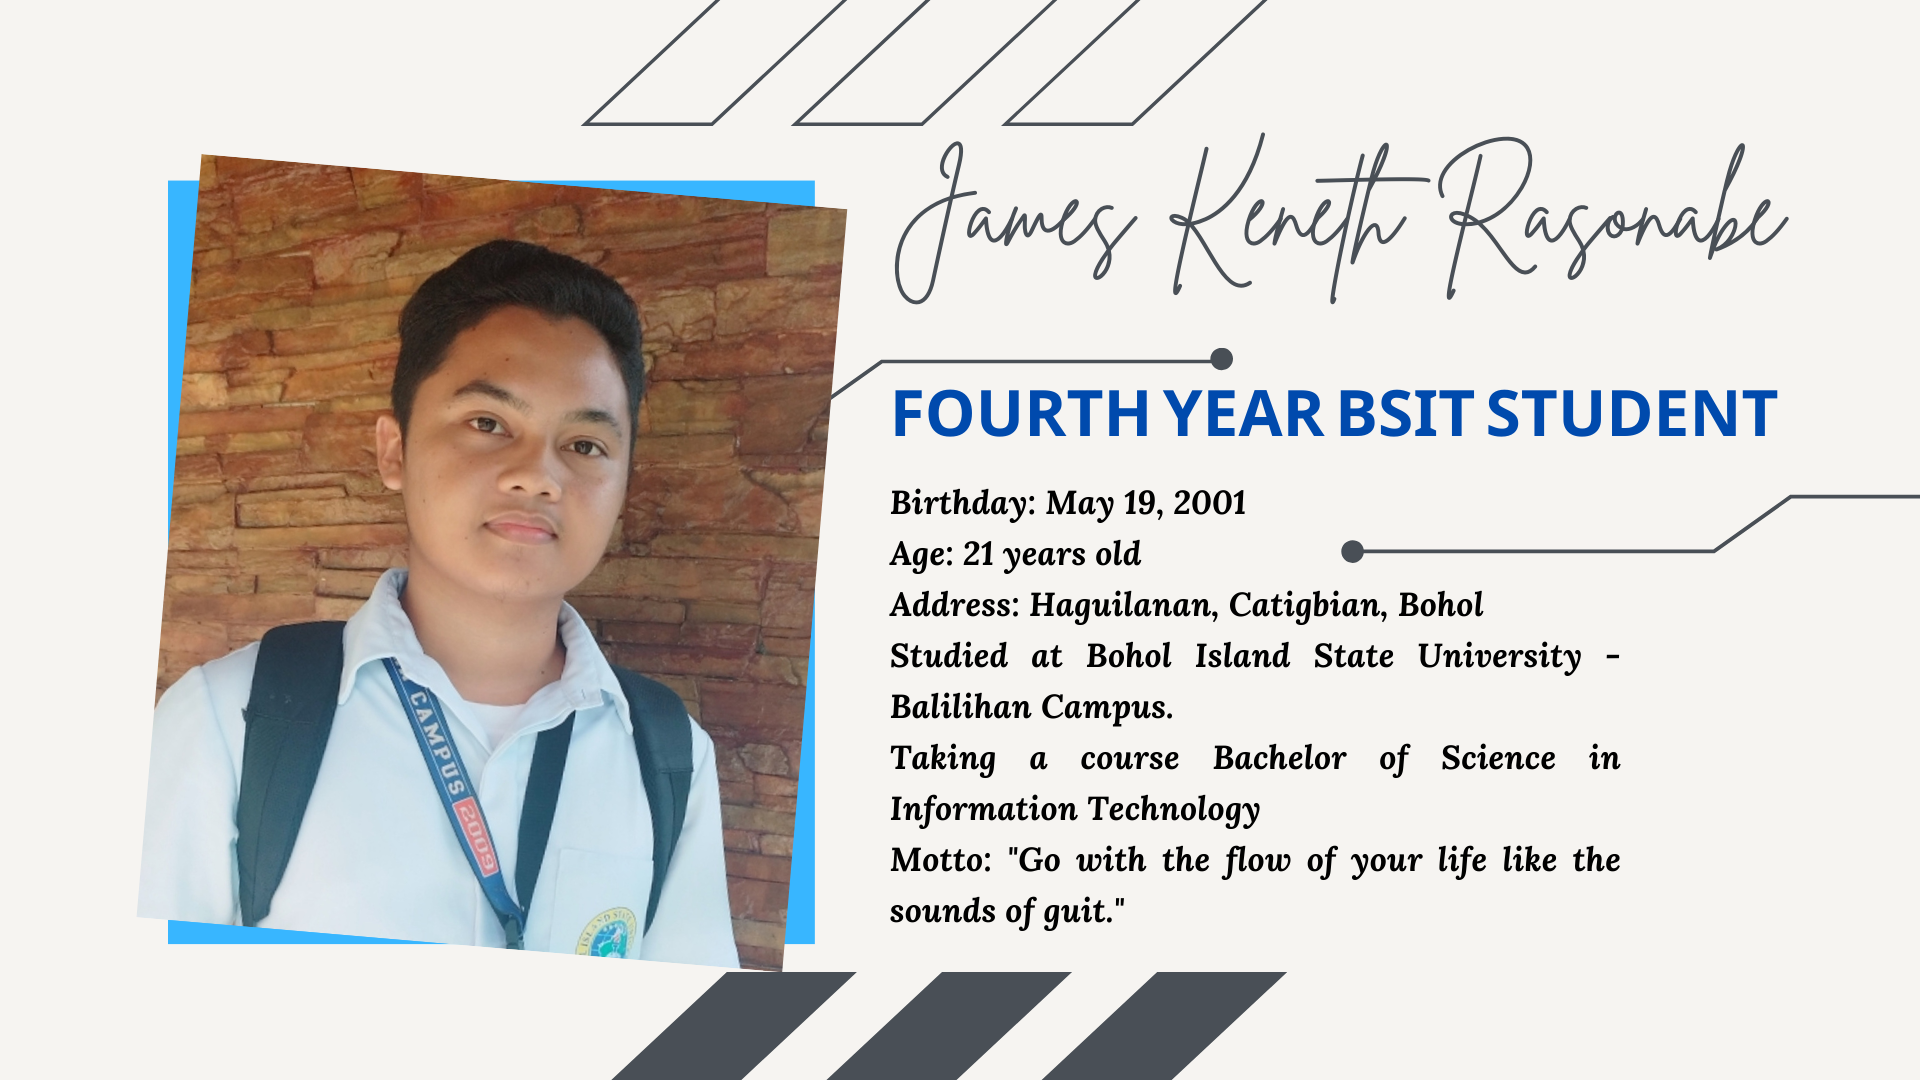 James Keneth Rasonabe
FOURTH YEAR BSIT STUDENT
Birthday: May 19, 2001
Age: 21 years old
Address: Haguilanan, Catigbian, Bohol
Studied at Bohol Island State University -
Balilihan Campus.
Taking a course Bachelor of Science in
Information Technology
Motto: "Go with the flow of your life like the
sounds of guit."
CAMPUS 2009
ISLAND STATE